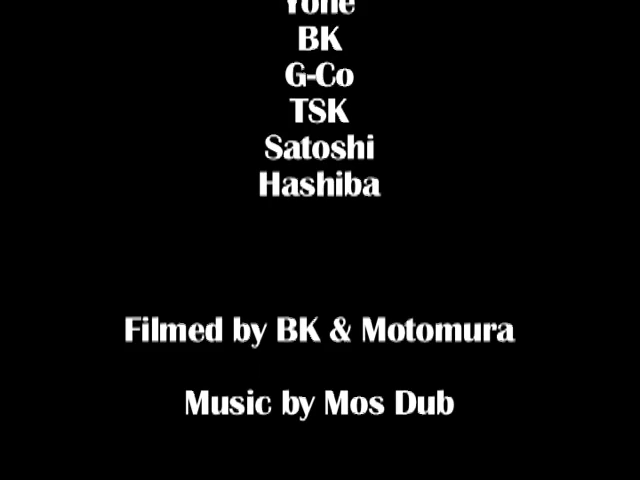 Yone
BK
G-Co
TSK
Satoshi
Hashiba
Filmed by BK & Motomura
Music by Mos Dub